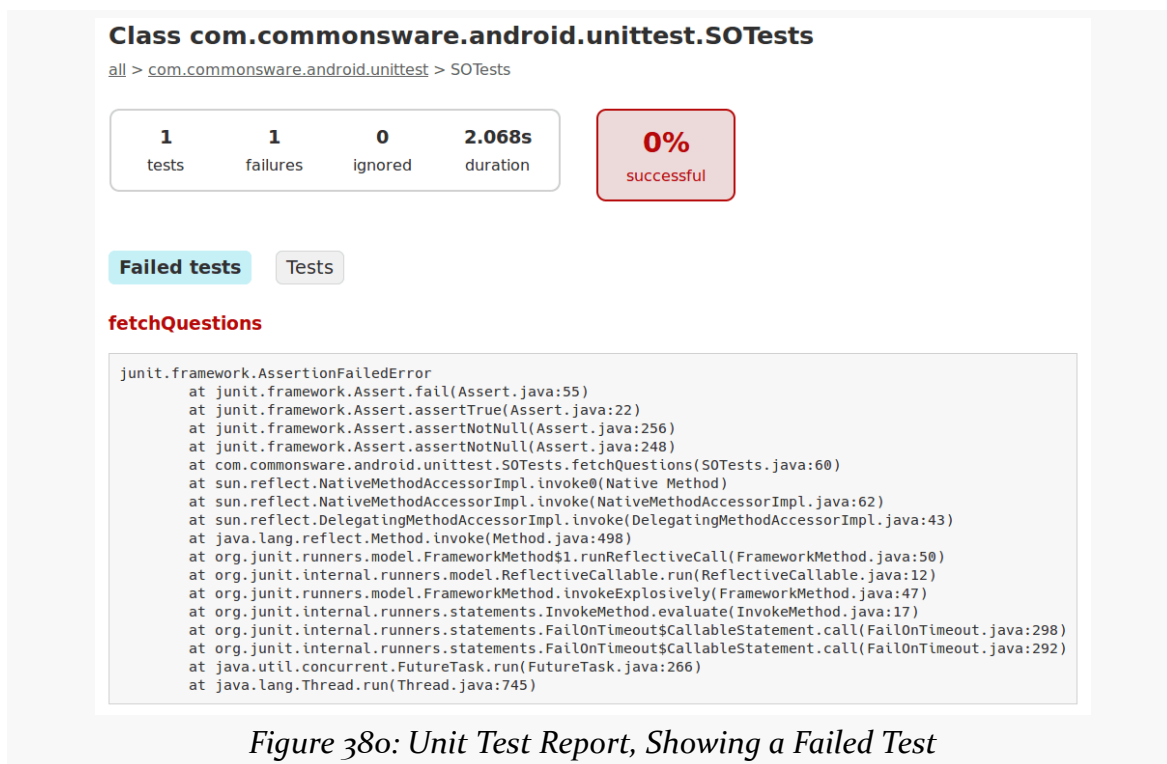 Class com.commonsware.android.unittest.SOTests
all > com.commonsware.android.unittest > SOTests
1 1 0 2.068s 0%
tests failures ignored duration successful
Failed tests Tests
fetchQuestions
junit.framework.AssertionFailedError
at junit.framework.Assert.fail(Assert.java:55)
at junit.framework.Assert.assertTrue(Assert.java:22)
at junit.framework.Assert.assertNotNull(Assert.java:256)
at junit.framework.Assert.assertNotNull(Assert.java:248)
at com.commonsware.android.unittest.SOTests.fetchQuestions(SOTests.java:60)
at sun.reflect.NativeMethodAccessorImpl.invoke0(Native Method)
at sun.reflect.NativeMethodAccessorImpl.invoke(NativeMethodAccessorImpl.java:62)
at sun.reflect.DelegatingMethodAccessorImpl.invoke(DelegatingMethodAccessorImpl.java:43)
at java.lang.reflect.Method.invoke(Method.java:498)
at org.junit.runners.model.FrameworkMethod$1.runReflectiveCall(FrameworkMethod.java:50)
at org.junit.internal.runners.model.ReflectiveCallable.run(ReflectiveCallable.java:12)
at org.junit.runners.model.FrameworkMethod.invokeExplosively(FrameworkMethod.java:47)
at org.junit.internal.runners.statements.InvokeMethod.evaluate(InvokeMethod.java:17)
at org.junit.internal.runners.statements.FailOnTimeout$CallableStatement.call(FailOnTimeout.java:298)
at org.junit.internal.runners.statements.FailOnTimeout$CallableStatement.call(FailOnTimeout.java:292)
at java.util.concurrent.FutureTask.run(FutureTask.java:266)
at java.lang.Thread.run(Thread.java:745)
Figure 380: Unit Test Report, Showing a Failed Test